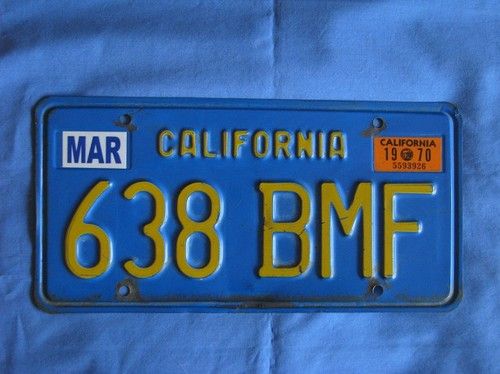 MAR
CALIFORNIA
CALIFORNIA
19 70
5593926
638 BMF